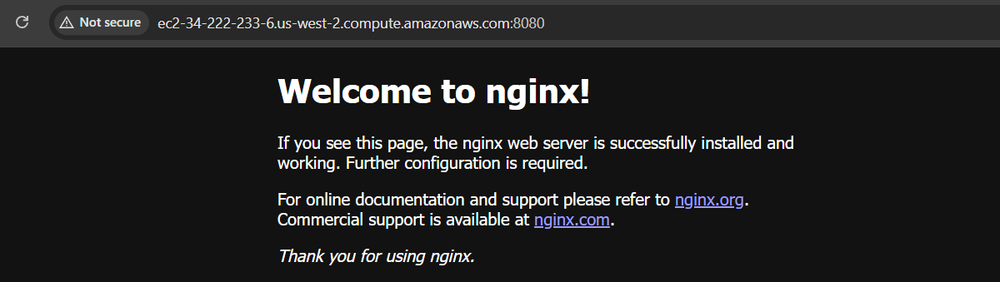 Not secure ec2-34-222-233-6.us-west-2.compute.amazonaws.com:8080
Welcome to nginx!
If you see this page, the nginx web server is successfully installed and
working. Further configuration is required.
For online documentation and support please refer to nginx.org.
Commercial support is available at nginx.com.
Thank you for using nginx.